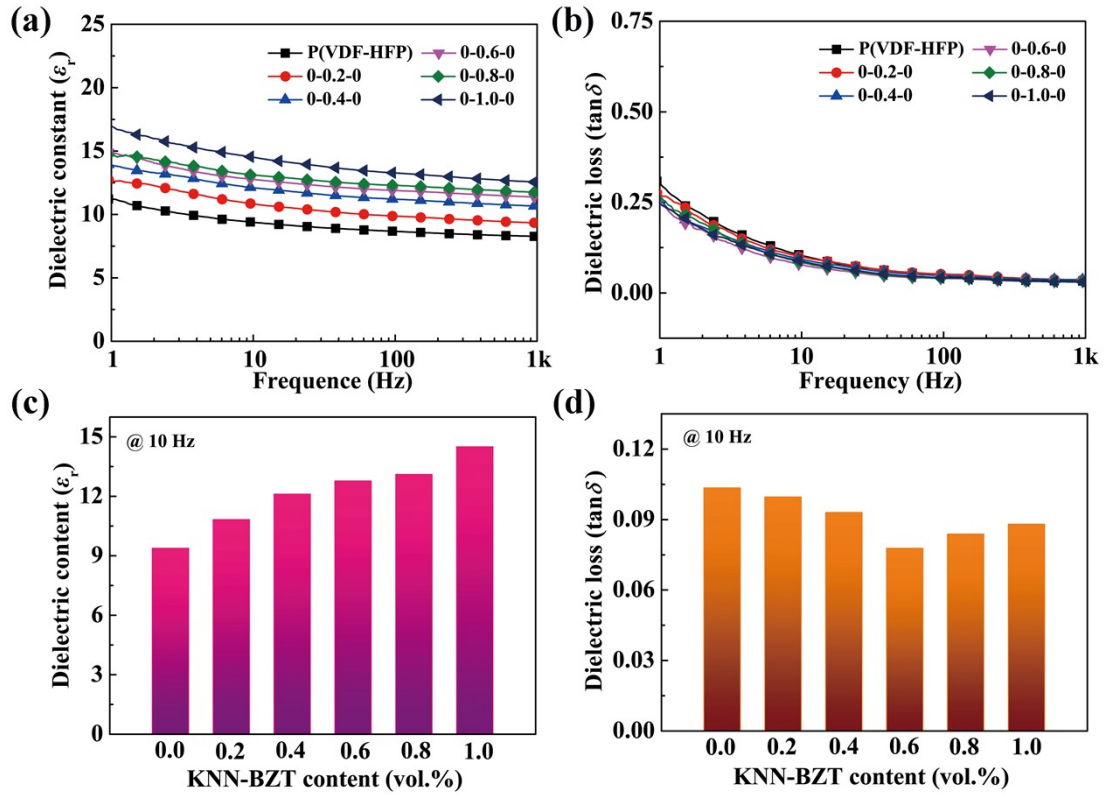 (a)
25
20
15
10
5
0
Dielectric constant (εr)
P(VDF-HFP)
0-0.2-0
0-0.4-0
0-0.6-0
0-0.8-0
0-1.0-0
1
10
100
1k
Frequence (Hz)
(b)
0.75
0.50
0.25
0.00
Dielectric loss (tanδ)
P(VDF-HFP)
0-0.2-0
0-0.4-0
0-0.6-0
0-0.8-0
0-1.0-0
1
10
100
1k
Frequency (Hz)
(c)
@ 10 Hz
15
12
9
6
3
0
Dielectric content (εr)
0.0
0.2
0.4
0.6
0.8
1.0
KNN-BZT content (vol.%)
(d)
@ 10 Hz
0.12
0.09
0.06
0.03
0.00
Dielectric loss (tanδ)
0.0
0.2
0.4
0.6
0.8
1.0
KNN-BZT content (vol.%)